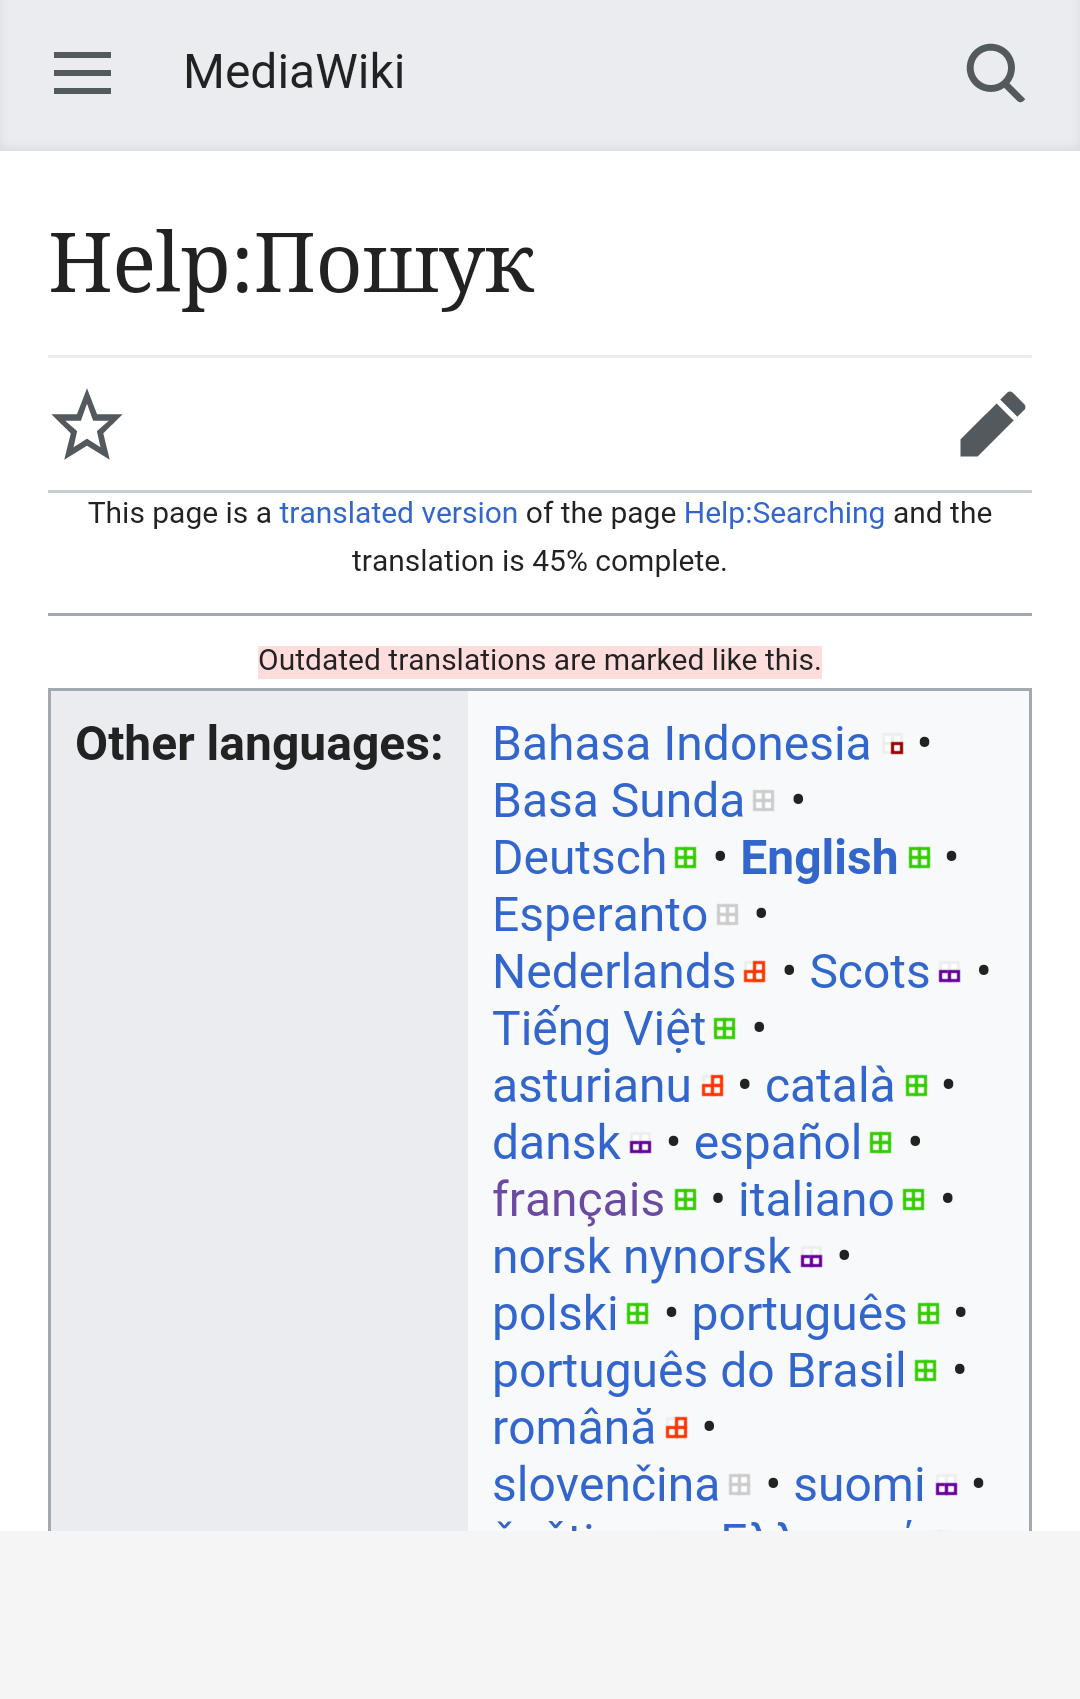 MediaWiki
Help:Пошук
This page is a translated version of the page Help:Searching and the
translation is 45% complete.
Outdated translations are marked like this.
Other languages:
Bahasa Indonesia •
Basa Sunda •
Deutsch • English •
Esperanto •
Nederlands • Scots •
Tiếng Việt •
asturianu • català •
dansk • español •
français • italiano •
norsk nynorsk •
polski • português •
português do Brasil •
română •
slovenčina • suomi •